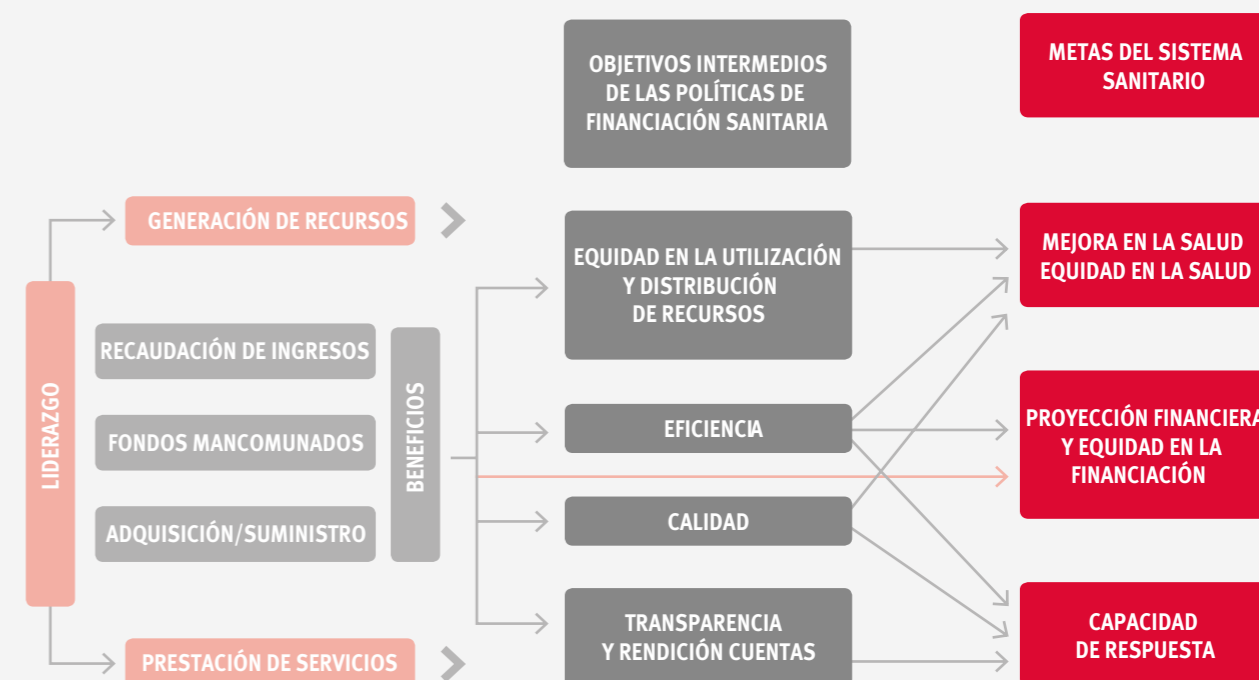 OBJETIVOS INTERMEDIOS
DE LAS POLÍTICAS DE
FINANCIACIÓN SANITARIA
METAS DEL SISTEMA
SANITARIO
GENERACIÓN DE RECURSOS
LIDERAZGO
RECAUDACIÓN DE INGRESOS
FONDOS MANCOMUNADOS
ADQUISICIÓN/SUMINISTRO
BENEFICIOS
PRESTACIÓN DE SERVICIOS
EQUIDAD EN LA UTILIZACIÓN
Y DISTRIBUCIÓN
DE RECURSOS
EFICIENCIA
CALIDAD
TRANSPARENCIA
Y RENDICIÓN CUENTAS
MEJORA EN LA SALUD
EQUIDAD EN LA SALUD
PROYECCIÓN FINANCIERA
Y EQUIDAD EN LA
FINANCIACIÓN
CAPACIDAD
DE RESPUESTA